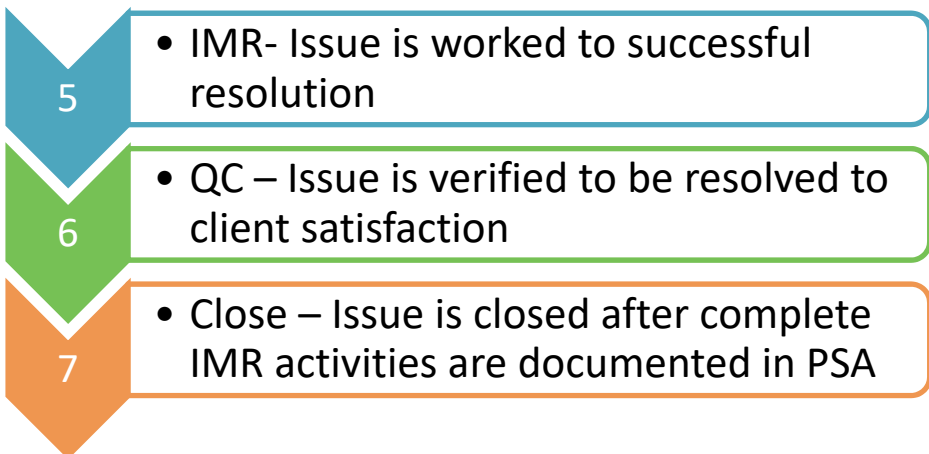 5
• IMR- Issue is worked to successful
resolution
6
• QC – Issue is verified to be resolved to
client satisfaction
7
• Close – Issue is closed after complete
IMR activities are documented in PSA